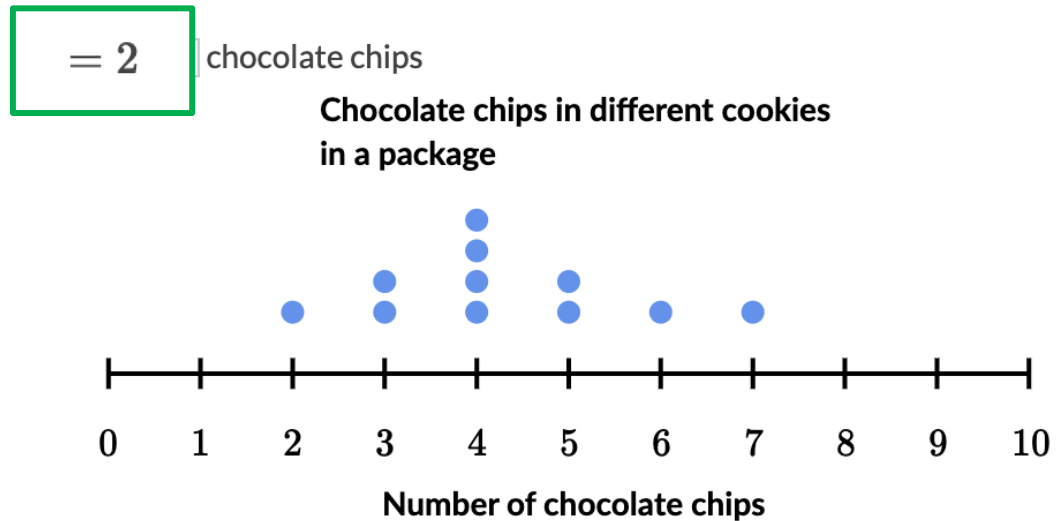 = 2 chocolate chips
Chocolate chips in different cookies
in a package
0 1 2 3 4 5 6 7 8 9 10
Number of chocolate chips